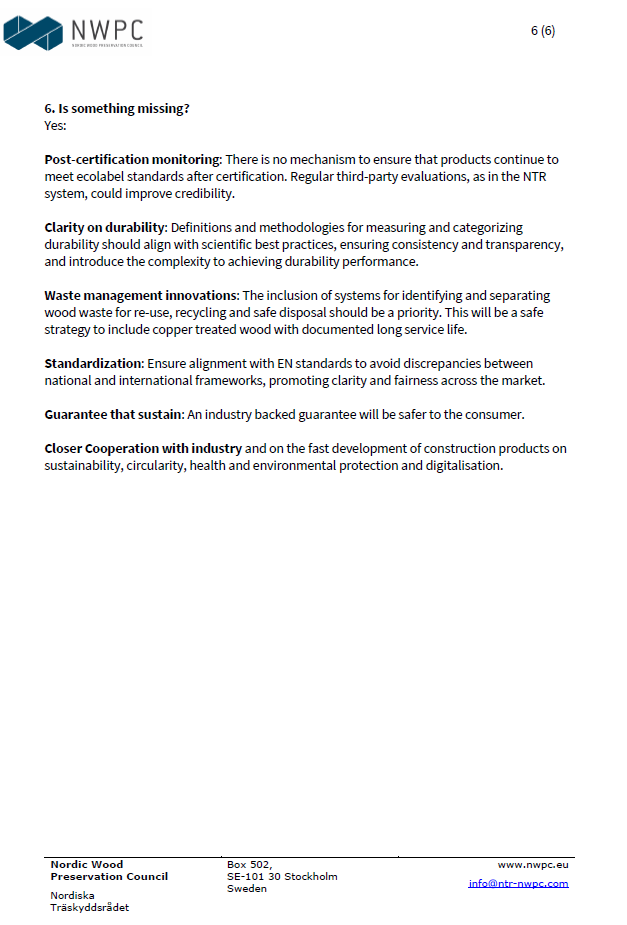 NWPC
NORDIC WOOD PRESERVATION COUNCIL
6 (6)
6. Is something missing?
Yes:
Post-certification monitoring: There is no mechanism to ensure that products continue to
meet ecolabel standards after certification. Regular third-party evaluations, as in the NTR
system, could improve credibility.
Clarity on durability: Definitions and methodologies for measuring and categorizing
durability should align with scientific best practices, ensuring consistency and transparency,
and introduce the complexity to achieving durability performance.
Waste management innovations: The inclusion of systems for identifying and separating
wood waste for re-use, recycling and safe disposal should be a priority. This will be a safe
strategy to include copper treated wood with documented long service life.
Standardization: Ensure alignment with EN standards to avoid discrepancies between
national and international frameworks, promoting clarity and fairness across the market.
Guarantee that sustain: An industry backed guarantee will be safer to the consumer.
Closer Cooperation with industry and on the fast development of construction products on
sustainability, circularity, health and environmental protection and digitalisation.
Nordic Wood
Preservation Council
Nordiska
Träskyddsrådet
Box 502,
SE-101 30 Stockholm
Sweden
www.nwpc.eu
info@ntr-nwpc.com